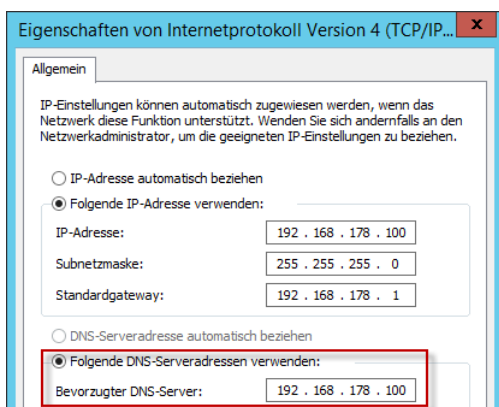 Eigenschaften von Internetprotokoll Version 4 (TCP/IP...
x
Allgemein
IP-Einstellungen können automatisch zugewiesen werden, wenn das
Netzwerk diese Funktion unterstützt. Wenden Sie sich andernfalls an den
Netzwerkadministrator, um die geeigneten IP-Einstellungen zu beziehen.
IP-Adresse automatisch beziehen
Folgende IP-Adresse verwenden:
IP-Adresse: 192 . 168 . 178 . 100
Subnetzmaske: 255 . 255 . 255 . 0
Standardgateway: 192 . 168 . 178 . 1
DNS-Serveradresse automatisch beziehen
Folgende DNS-Serveradressen verwenden:
Bevorzugter DNS-Server: 192 . 168 . 178 . 100